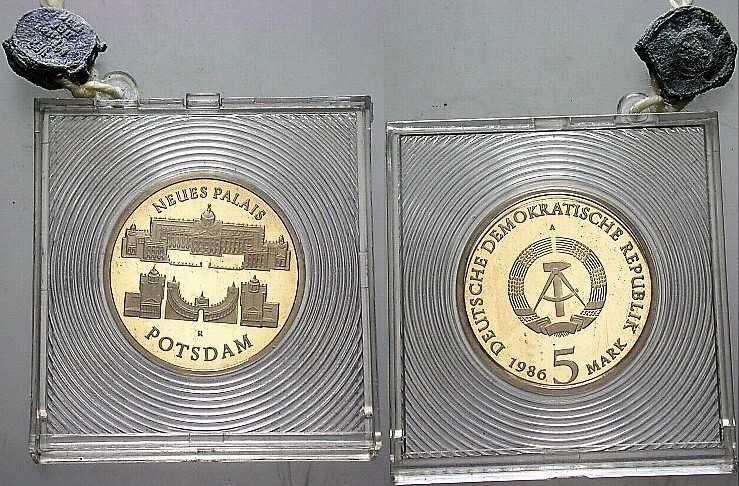 NEUES PALAIS
R
POTSDAM
DEUTSCHE DEMOKRATISCHE REPUBLIK
A
1986 5 MARK